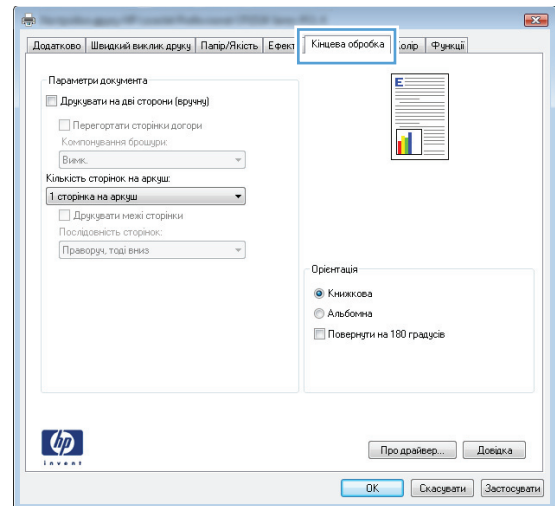 Додатково Швидкий виклик друку Папір/Якість Ефект Кінцева обробка олір Функції
Параметри документа
Друкувати на дві сторони (вручну)
Перегортати сторінки догори
Компонування брошури:
Вимк.
Кількість сторінок на аркуш:
1 сторінка на аркуш
Друкувати межі сторінки
Послідовність сторінок:
Праворуч, тоді вниз
E
Орієнтація
Книжкова
Альбомна
Повернути на 180 градусів
hp
invent
Про драйвер... Довідка
OK Скасувати Застосувати